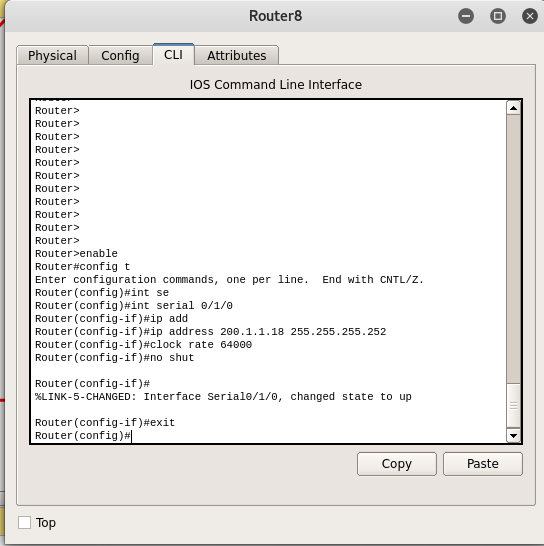 Router8
Physical Config CLI Attributes
IOS Command Line Interface
Router>
Router>
Router>
Router>
Router>
Router>
Router>
Router>
Router>
Router>
Router>
Router>
Router>enable
Router#config t
Enter configuration commands, one per line.  End with CNTL/Z.
Router(config)#int se
Router(config)#int serial 0/1/0
Router(config-if)#ip add
Router(config-if)#ip address 200.1.1.18 255.255.255.252
Router(config-if)#clock rate 64000
Router(config-if)#no shut
Router(config-if)#
%LINK-5-CHANGED: Interface Serial0/1/0, changed state to up
Router(config-if)#exit
Router(config)#
Copy Paste
Top